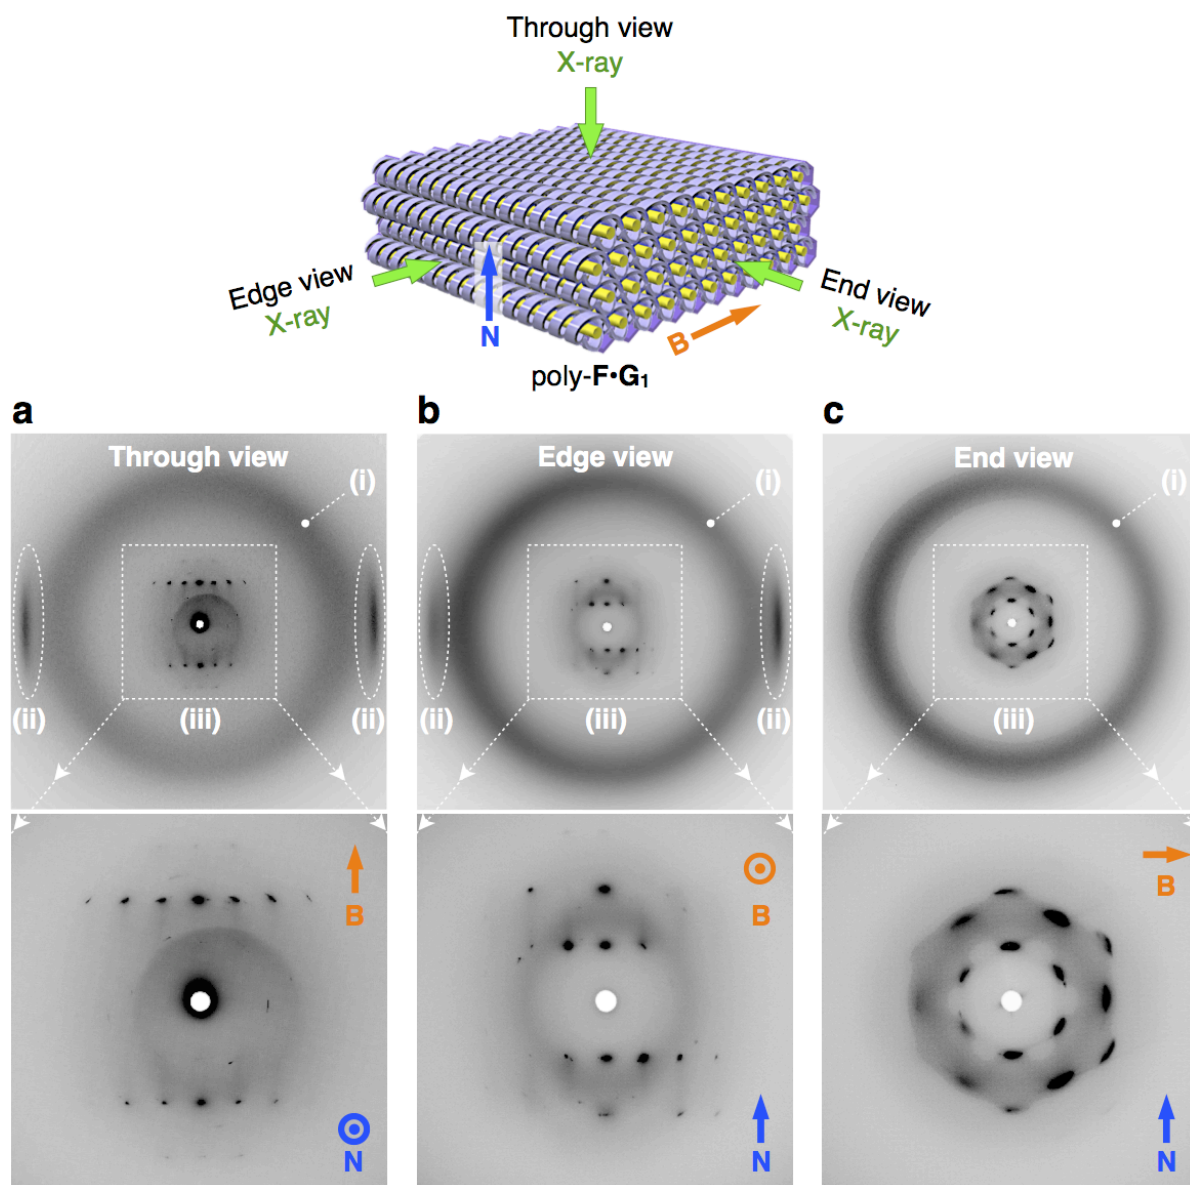 Through view
X-ray
Edge view
X-ray
N
B
End view
X-ray
poly-F•G₁
a
b
c
Through view
(i)
(ii)
(iii)
(ii)
Edge view
(i)
(ii)
(iii)
(ii)
End view
(i)
(iii)
B
N
B
N
B
N